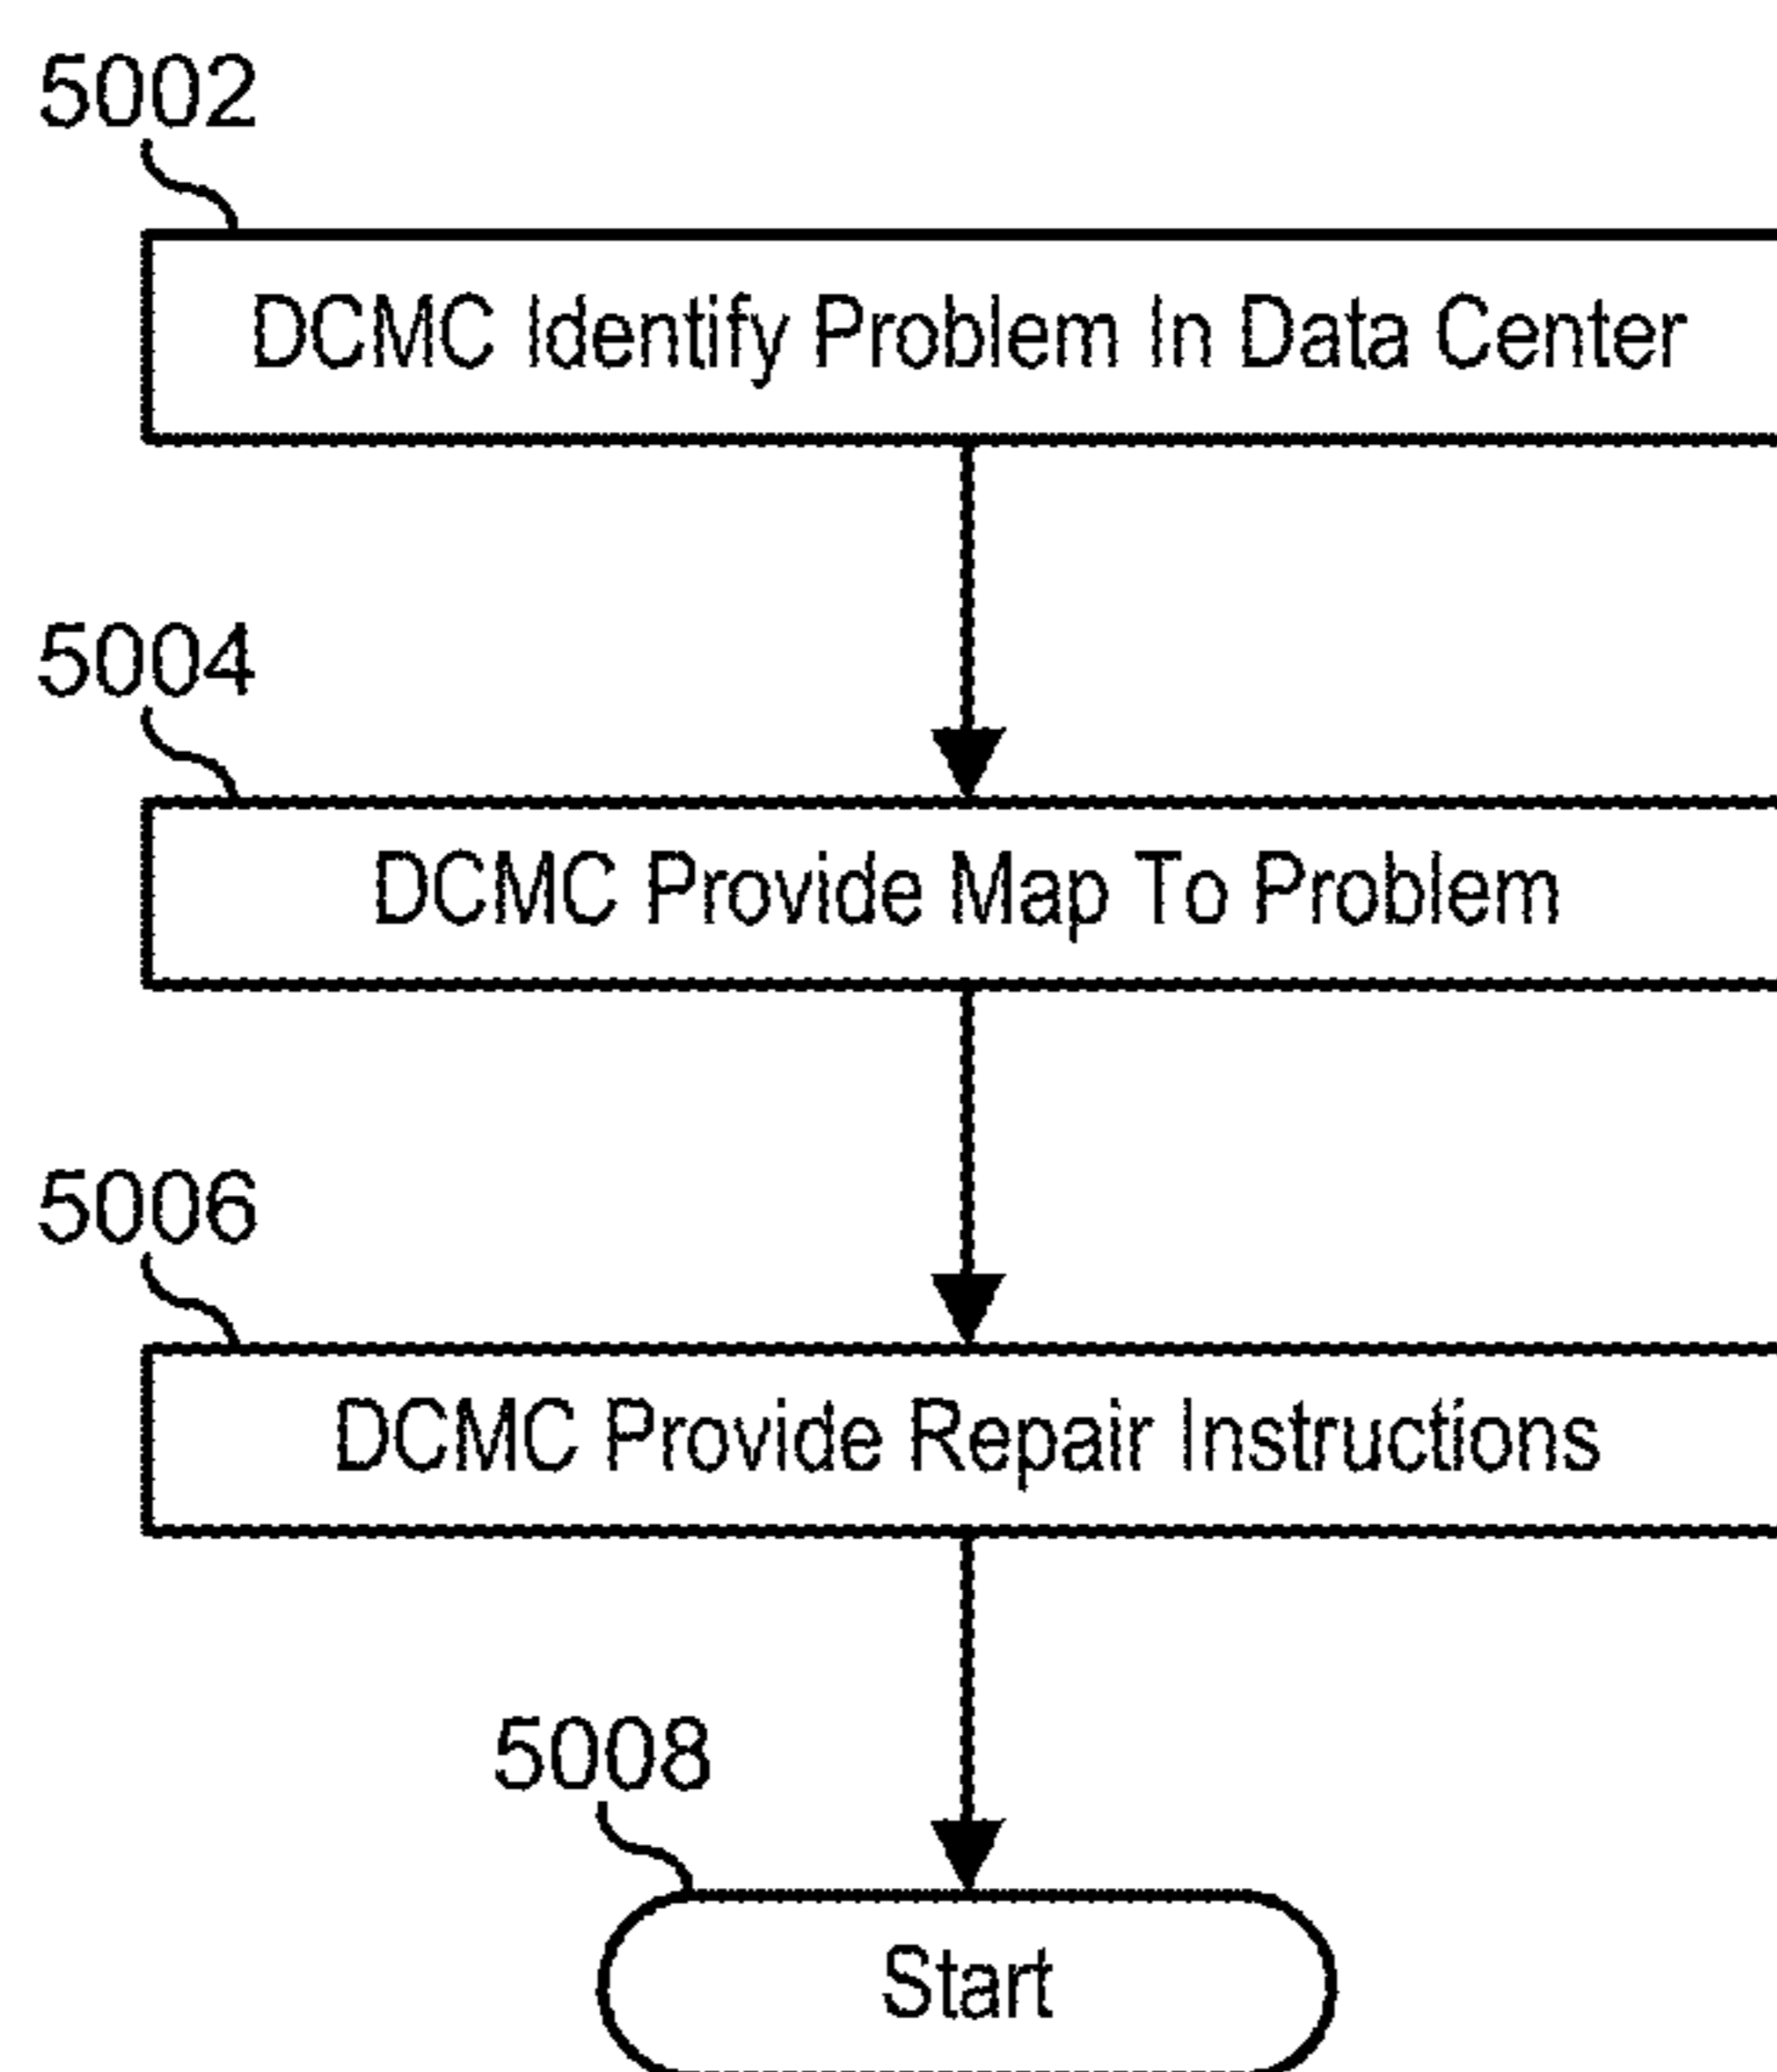 5002
DCMC Identify Problem In Data Center
5004
DCMC Provide Map To Problem
5006
DCMC Provide Repair Instructions
5008
Start